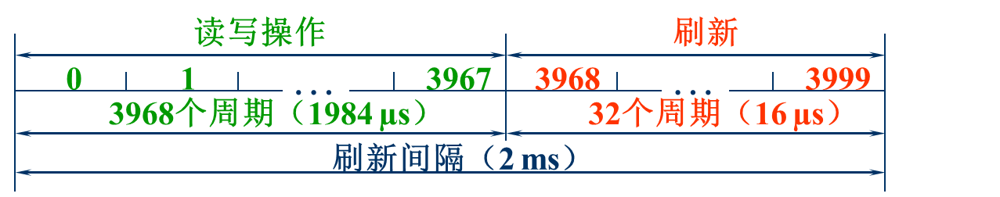 读写操作 刷新
0 1 … 3967 3968 … 3999
3968个周期（1984 μs） 32个周期（16 μs）
刷新间隔（2 ms）